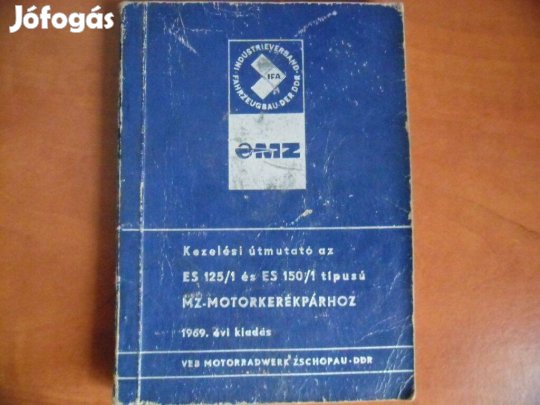 Jófogás
INDUSTRIEVERBAND
FAHRZEUGBAU·DER DDR
IFA
MZ
Kezelési útmutató az
ES 125/1 és ES 150/1 típusú
MZ-MOTORKERÉKPÁRHOZ
1969. évi kiadás
VEB MOTORRADWERK ZSCHOPAU·DDR